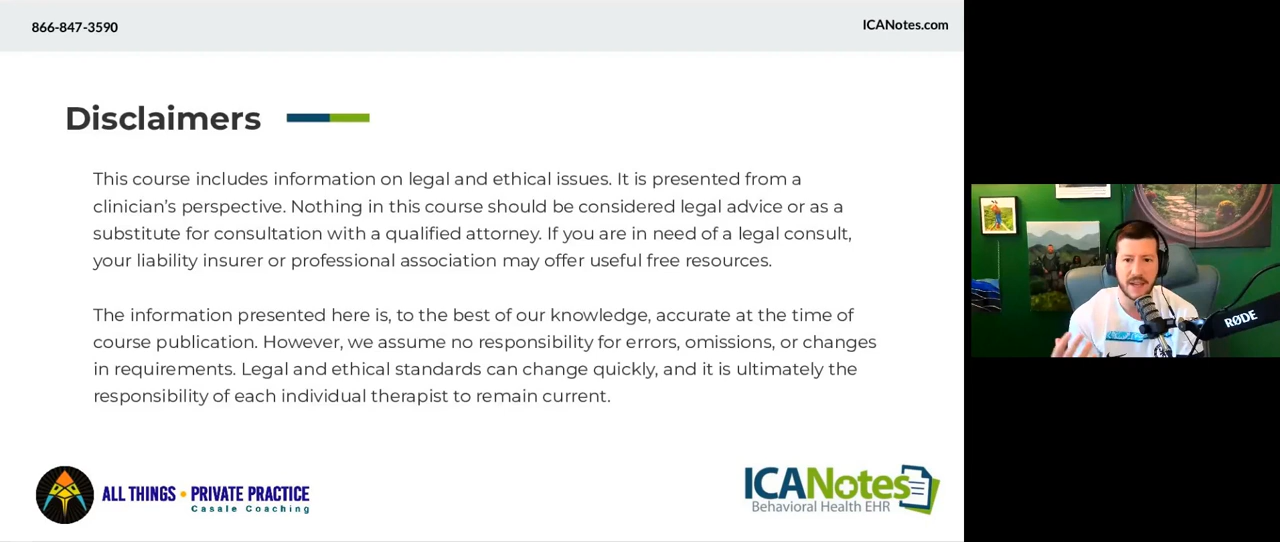 866-847-3590
ICANotes.com
Disclaimers
This course includes information on legal and ethical issues. It is presented from a
clinician's perspective. Nothing in this course should be considered legal advice or as a
substitute for consultation with a qualified attorney. If you are in need of a legal consult,
your liability insurer or professional association may offer useful free resources.
The information presented here is, to the best of our knowledge, accurate at the time of
course publication. However, we assume no responsibility for errors, omissions, or changes
in requirements. Legal and ethical standards can change quickly, and it is ultimately the
responsibility of each individual therapist to remain current.
RØDE
ALL THINGS • PRIVATE PRACTICE
Casale Coaching
ICANotes
Behavioral Health EHR